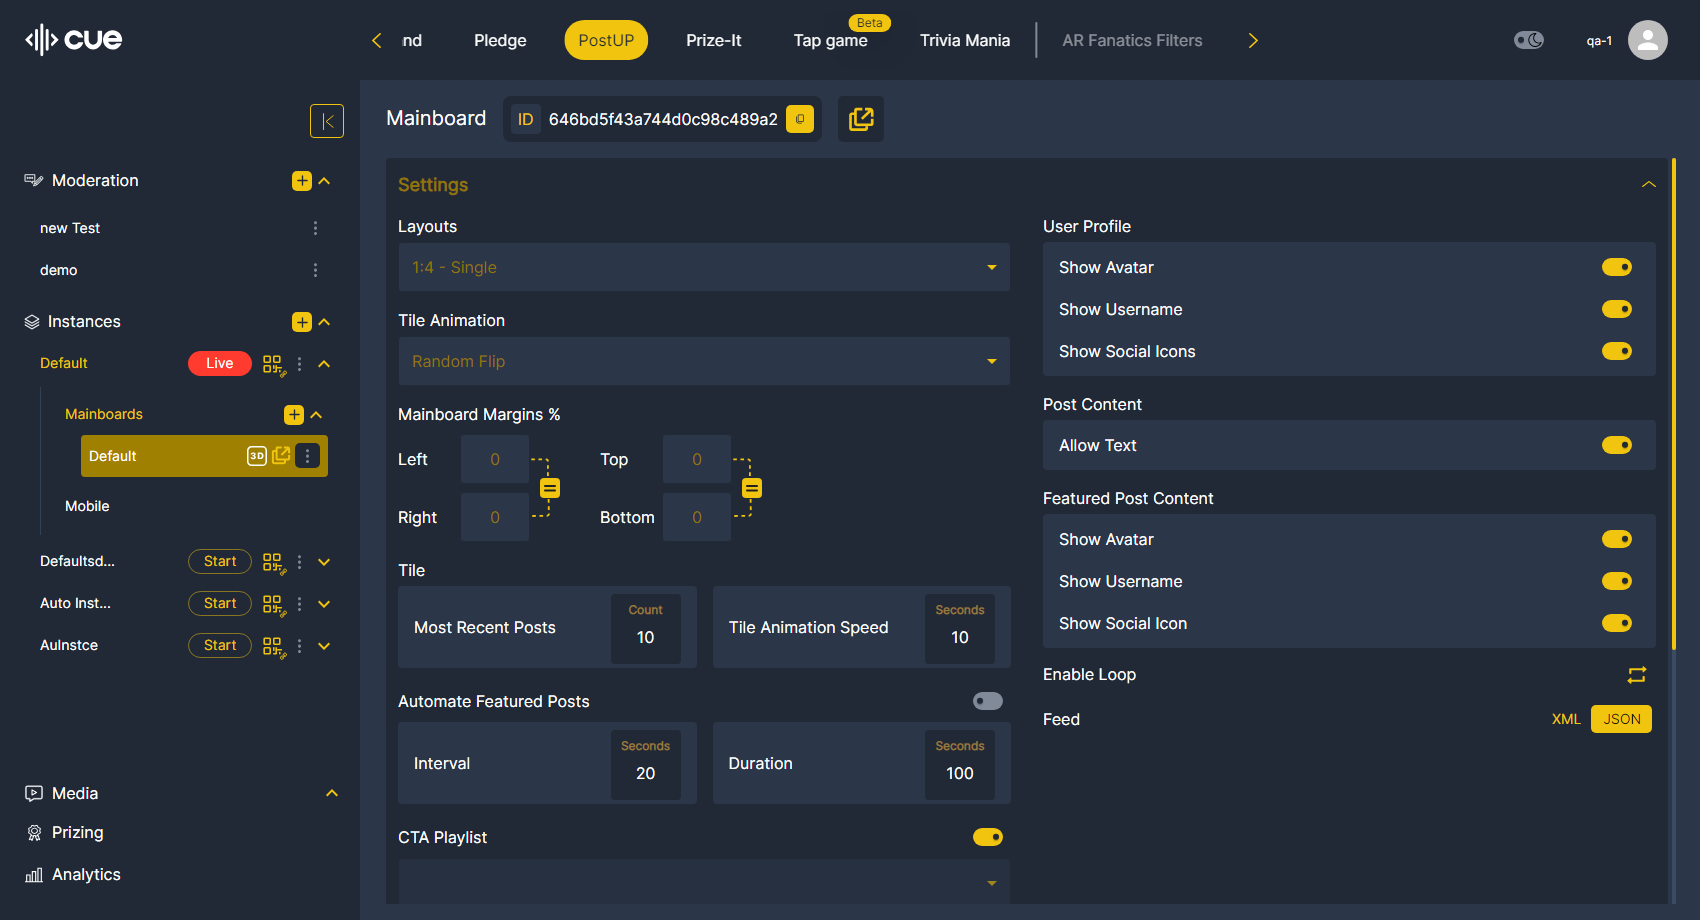 cue
nd
Pledge
PostUP
Prize-It
Tap game
Beta
Trivia Mania
AR Fanatics Filters
qa-1
Mainboard
ID
646bd5f43a744d0c98c489a2
Moderation
new Test
demo
Instances
Default
Live
Mainboards
Default
3D
Mobile
Defaultsd...
Start
Auto Inst...
Start
AuInstce
Start
Media
Prizing
Analytics
Settings
Layouts
1:4 - Single
Tile Animation
Random Flip
Mainboard Margins %
Left
0
Top
0
Right
0
Bottom
0
Tile
Most Recent Posts
Count
10
Tile Animation Speed
Seconds
10
Automate Featured Posts
Interval
Seconds
20
Duration
Seconds
100
CTA Playlist
User Profile
Show Avatar
Show Username
Show Social Icons
Post Content
Allow Text
Featured Post Content
Show Avatar
Show Username
Show Social Icon
Enable Loop
Feed
XML
JSON